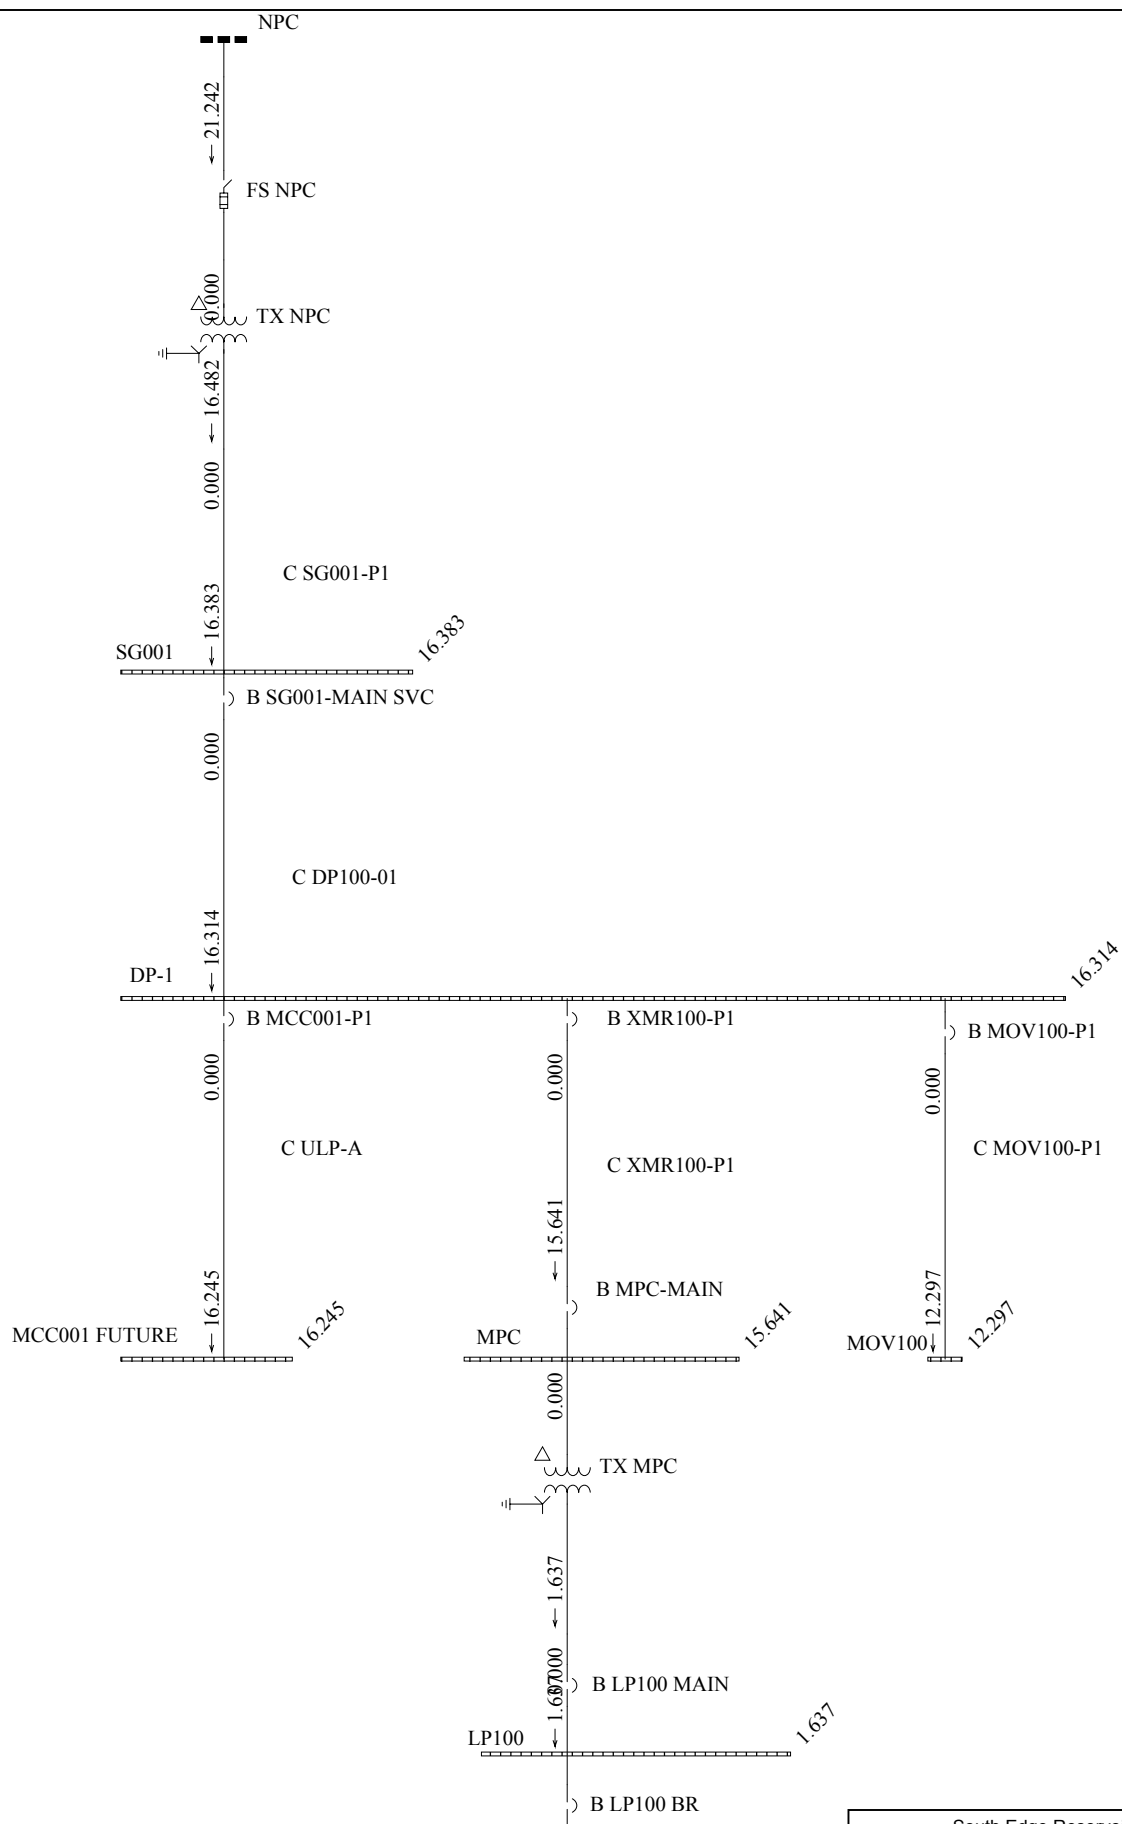 NPC
21.242
FS NPC
0.000
TX NPC
16.482
0.000
C SG001-P1
16.383
16.383
SG001
B SG001-MAIN SVC
0.000
C DP100-01
16.314
16.314
DP-1
B MCC001-P1
B XMR100-P1
B MOV100-P1
0.000
0.000
0.000
C ULP-A
C XMR100-P1
C MOV100-P1
15.641
B MPC-MAIN
16.245
16.245
12.297
12.297
MCC001 FUTURE
MPC
15.641
MOV100
0.000
TX MPC
1.637
0.000
B LP100 MAIN
1.637
LP100
1.637
B LP100 BR